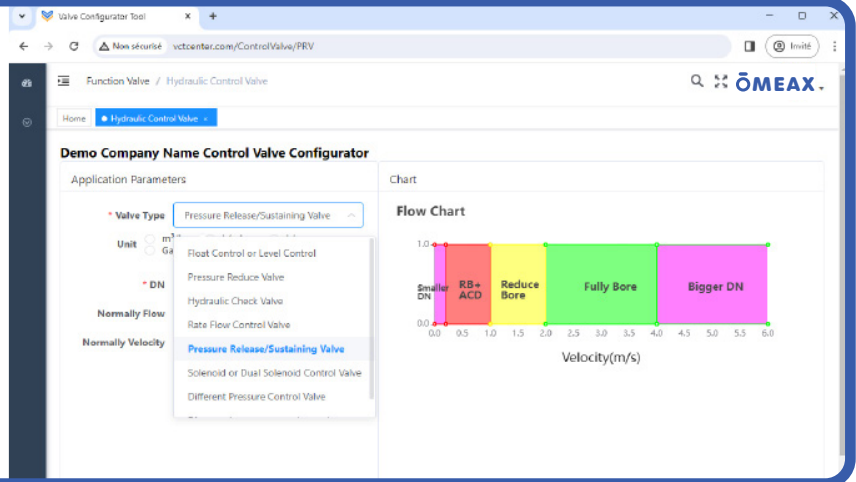 Valve Configurator Tool
Non sécurisé vctcenter.com/ControlValve/PRV
Invité
Function Valve / Hydraulic Control Valve
ŌMEAX
Home
Hydraulic Control Valve ×
Demo Company Name Control Valve Configurator
Application Parameters
Chart
* Valve Type
Pressure Release/Sustaining Valve
Unit
* DN
Normally Flow
Normally Velocity
Float Control or Level Control
Pressure Reduce Valve
Hydraulic Check Valve
Rate Flow Control Valve
Pressure Release/Sustaining Valve
Solenoid or Dual Solenoid Control Valve
Different Pressure Control Valve
Flow Chart
1.0
Smaller
DN
RB+
ACD
Reduce
Bore
Fully Bore
Bigger DN
0.0
0.0 0.5 1.0 1.5 2.0 2.5 3.0 3.5 4.0 4.5 5.0 5.5 6.0
Velocity(m/s)